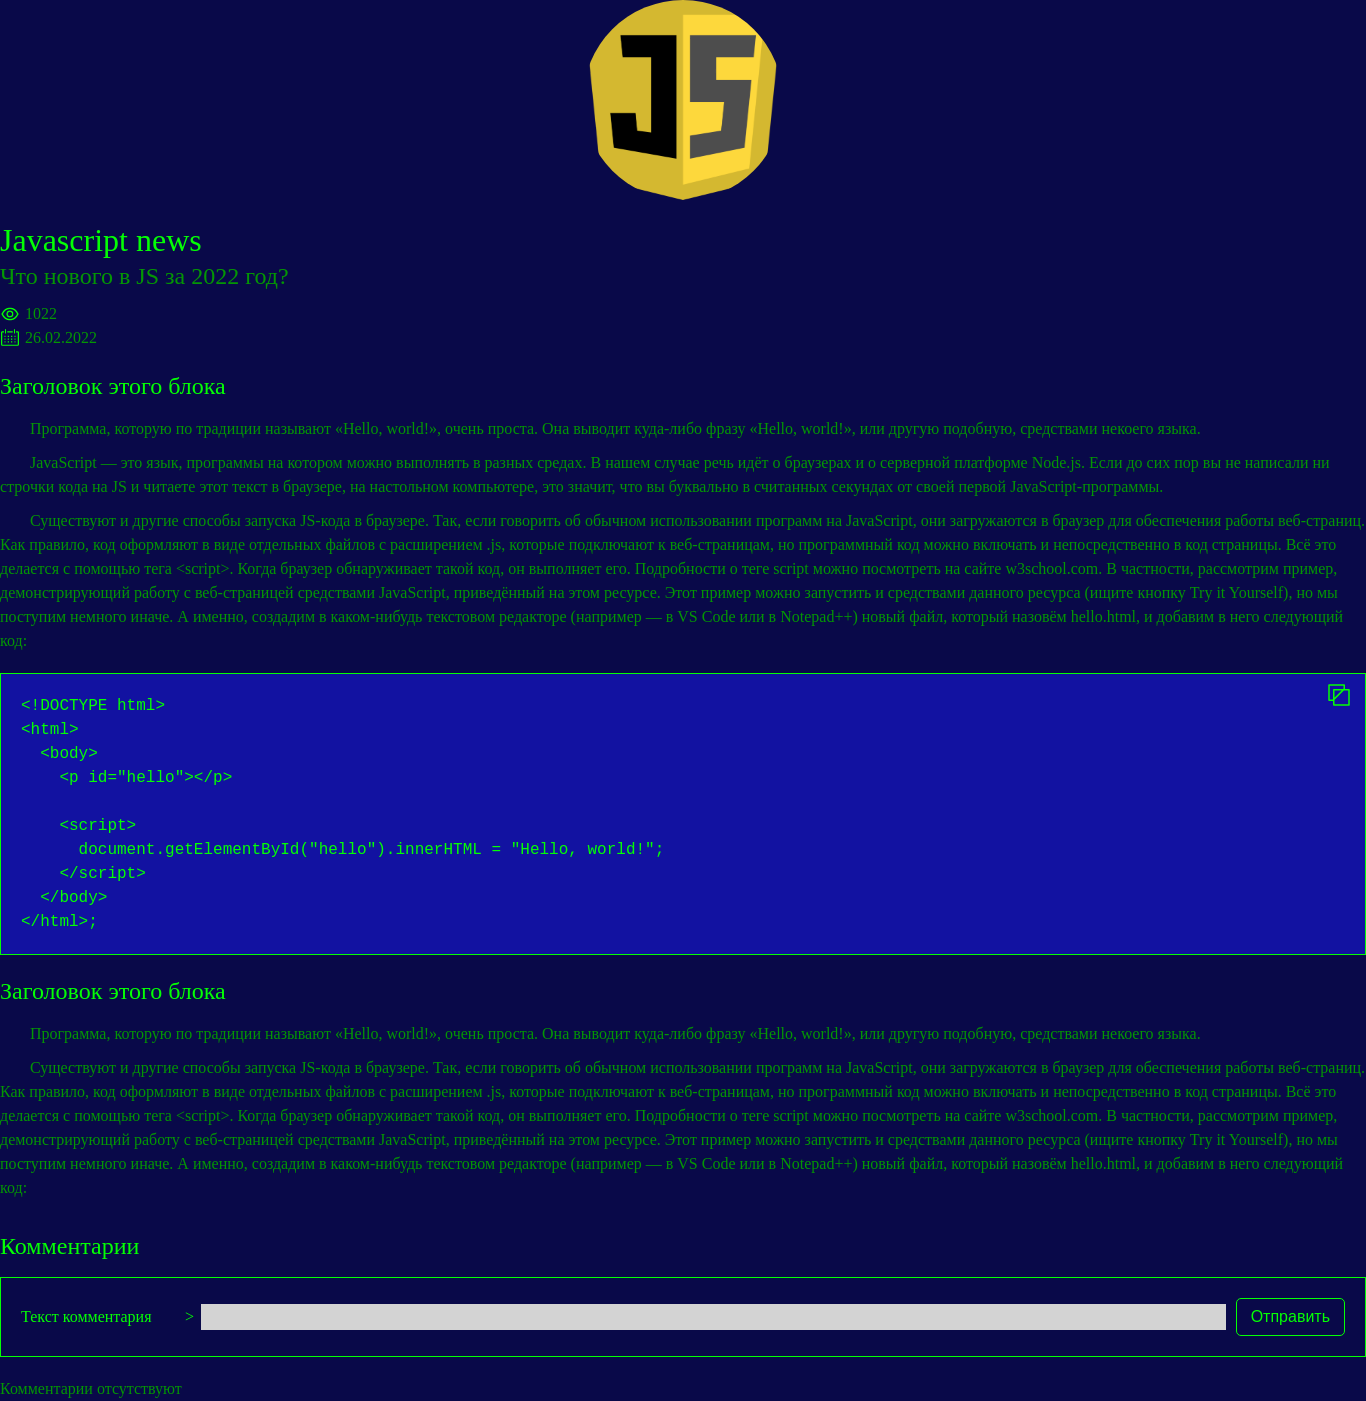 JS
Javascript news
Что нового в JS за 2022 год?
1022
26.02.2022
Заголовок этого блока
Программа, которую по традиции называют «Hello, world!», очень проста. Она выводит куда-либо фразу «Hello, world!», или другую подобную, средствами некоего языка.
JavaScript — это язык, программы на котором можно выполнять в разных средах. В нашем случае речь идёт о браузерах и о серверной платформе Node.js. Если до сих пор вы не написали ни
строчки кода на JS и читаете этот текст в браузере, на настольном компьютере, это значит, что вы буквально в считанных секундах от своей первой JavaScript-программы.
Существуют и другие способы запуска JS-кода в браузере. Так, если говорить об обычном использовании программ на JavaScript, они загружаются в браузер для обеспечения работы веб-страниц.
Как правило, код оформляют в виде отдельных файлов с расширением .js, которые подключают к веб-страницам, но программный код можно включать и непосредственно в код страницы. Всё это
делается с помощью тега <script>. Когда браузер обнаруживает такой код, он выполняет его. Подробности о теге script можно посмотреть на сайте w3school.com. В частности, рассмотрим пример,
демонстрирующий работу с веб-страницей средствами JavaScript, приведённый на этом ресурсе. Этот пример можно запустить и средствами данного ресурса (ищите кнопку Try it Yourself), но мы
поступим немного иначе. А именно, создадим в каком-нибудь текстовом редакторе (например — в VS Code или в Notepad++) новый файл, который назовём hello.html, и добавим в него следующий
код:
<!DOCTYPE html>
<html>
  <body>
    <p id="hello"></p>

    <script>
      document.getElementById("hello").innerHTML = "Hello, world!";
    </script>
  </body>
</html>;
Заголовок этого блока
Программа, которую по традиции называют «Hello, world!», очень проста. Она выводит куда-либо фразу «Hello, world!», или другую подобную, средствами некоего языка.
Существуют и другие способы запуска JS-кода в браузере. Так, если говорить об обычном использовании программ на JavaScript, они загружаются в браузер для обеспечения работы веб-страниц.
Как правило, код оформляют в виде отдельных файлов с расширением .js, которые подключают к веб-страницам, но программный код можно включать и непосредственно в код страницы. Всё это
делается с помощью тега <script>. Когда браузер обнаруживает такой код, он выполняет его. Подробности о теге script можно посмотреть на сайте w3school.com. В частности, рассмотрим пример,
демонстрирующий работу с веб-страницей средствами JavaScript, приведённый на этом ресурсе. Этот пример можно запустить и средствами данного ресурса (ищите кнопку Try it Yourself), но мы
поступим немного иначе. А именно, создадим в каком-нибудь текстовом редакторе (например — в VS Code или в Notepad++) новый файл, который назовём hello.html, и добавим в него следующий
код:
Комментарии
Текст комментария > Отправить
Комментарии отсутствуют